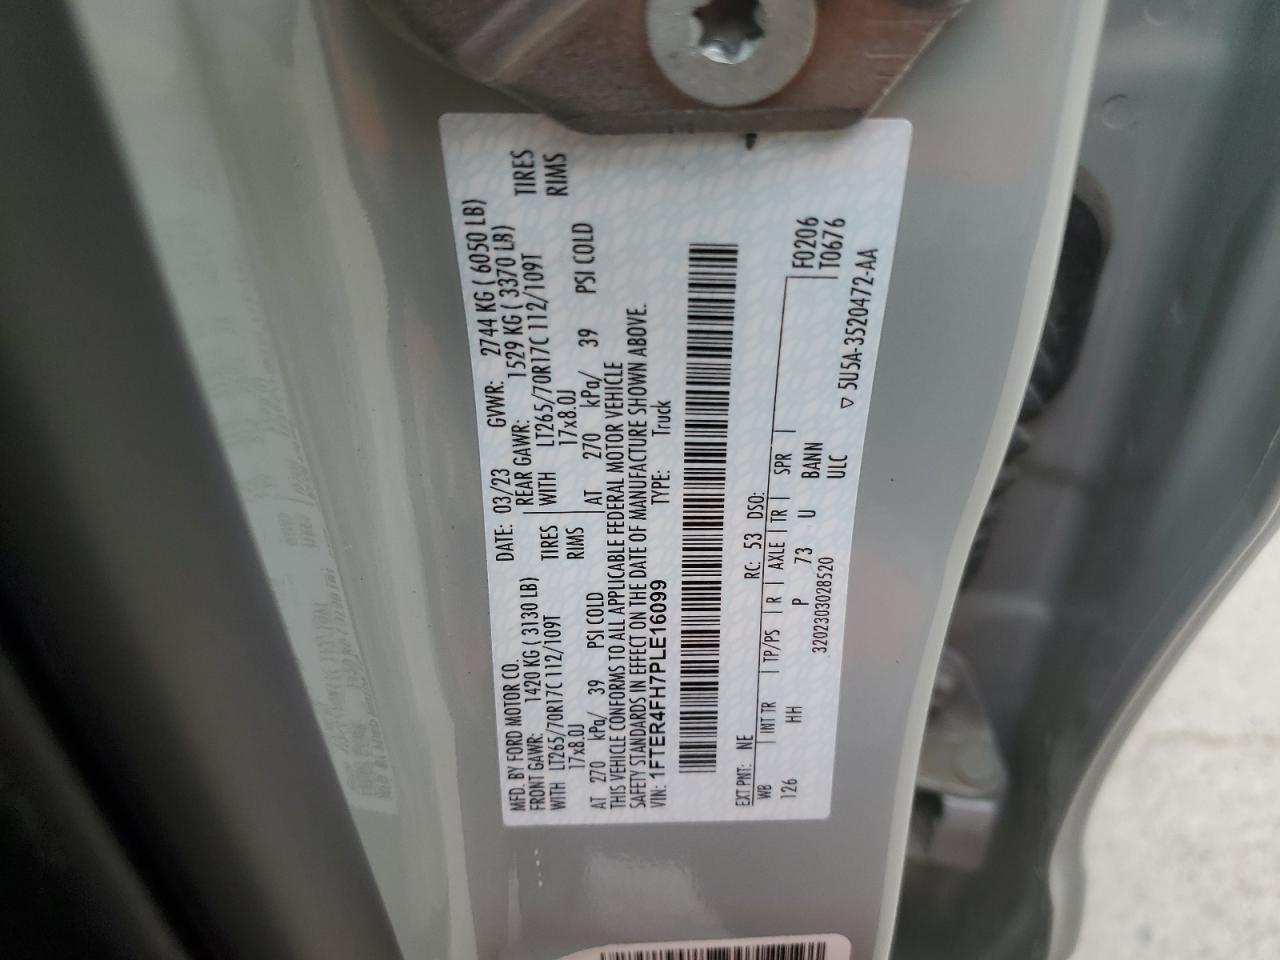 MFD. BY FORD MOTOR CO.
DATE: 03/23 GVWR: 2744 KG ( 6050 LB)
FRONT GAWR: 1420 KG ( 3130 LB) REAR GAWR: 1529 KG ( 3370 LB)
WITH LT265/70R17C 112/109T TIRES WITH LT265/70R17C 112/109T TIRES
17x8.0J RIMS 17x8.0J RIMS
AT 270 kPa/ 39 PSI COLD AT 270 kPa/ 39 PSI COLD
THIS VEHICLE CONFORMS TO ALL APPLICABLE FEDERAL MOTOR VEHICLE
SAFETY STANDARDS IN EFFECT ON THE DATE OF MANUFACTURE SHOWN ABOVE.
VIN: 1FTER4FH7PLE16099 TYPE: Truck
EXT PNT: NE RC: 53 DSO:
WB INT TR TP/PS R AXLE TR SPR F0206
126 HH P 73 U BANN T0676
3202303028520 ULC
▽ 5U5A-3520472-AA